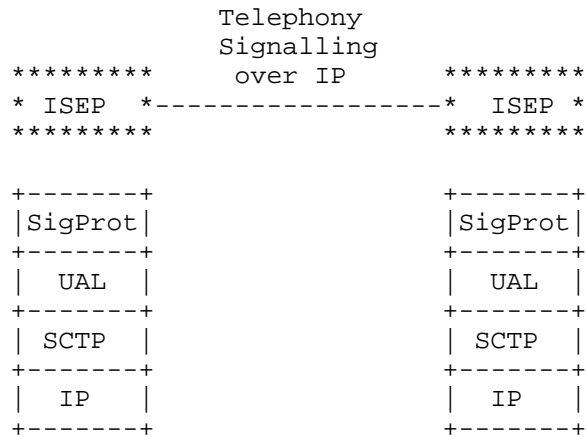 Telephony
Signalling
********* over IP *********
* ISEP *------------------* ISEP *
********* *********
+-------+ +-------+
|SigProt| |SigProt|
+-------+ +-------+
| UAL | | UAL |
+-------+ +-------+
| SCTP | | SCTP |
+-------+ +-------+
| IP | | IP |
+-------+ +-------+